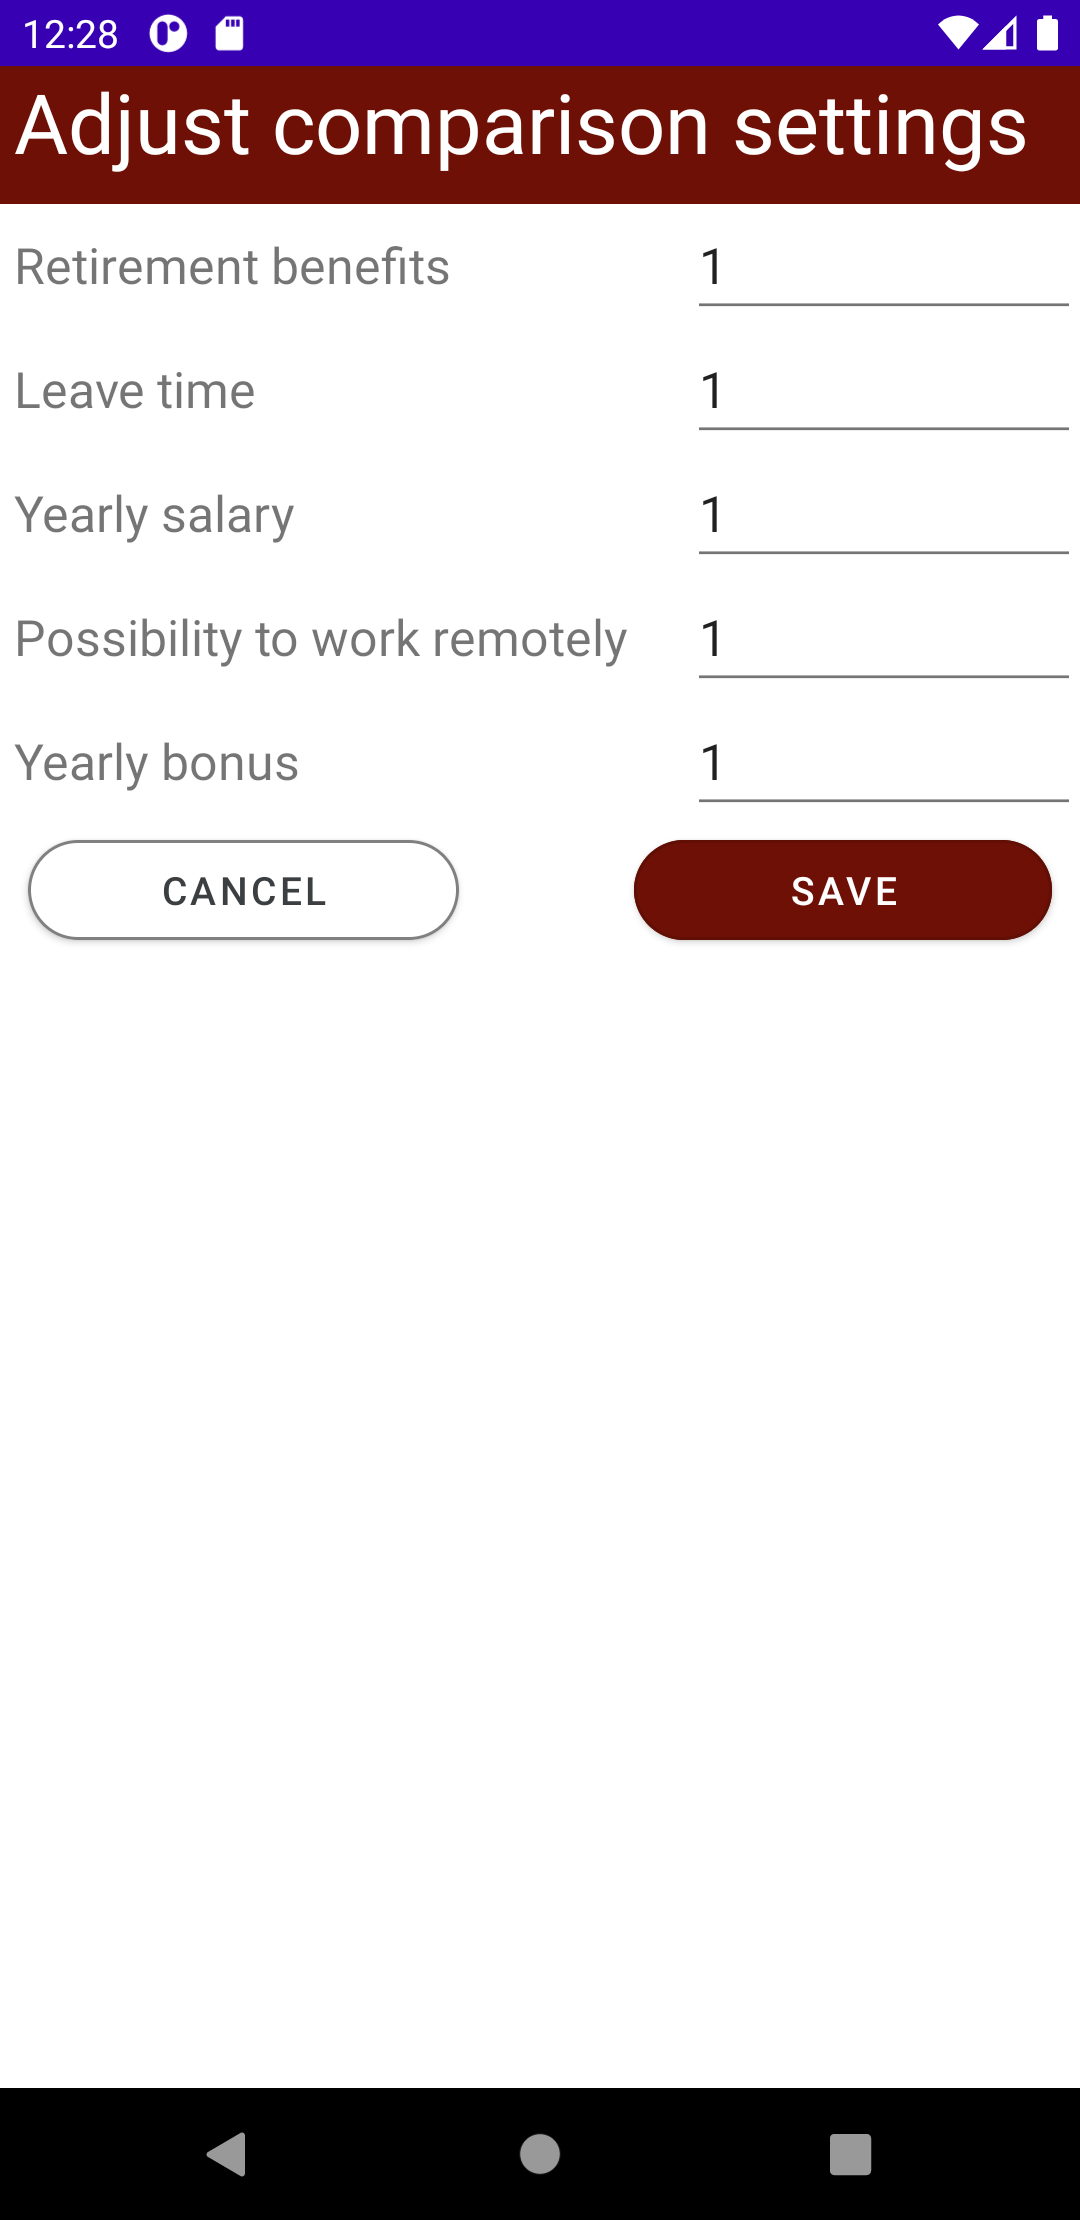 12:28
Adjust comparison settings
Retirement benefits 1
Leave time 1
Yearly salary 1
Possibility to work remotely 1
Yearly bonus 1
CANCEL SAVE